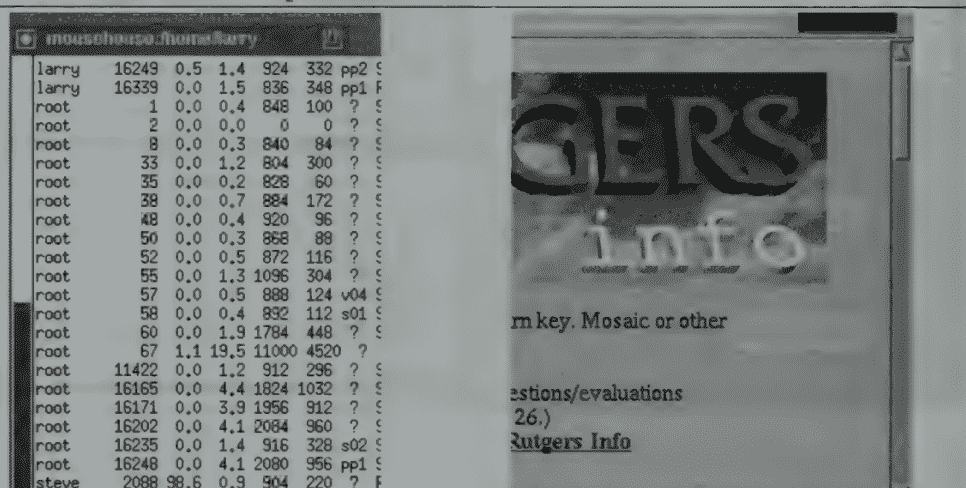 mousehouse:/home/larry
larry 16249 0.5 1.4 924 332 pp2 S
larry 16339 0.0 1.5 836 348 pp1 R
root 1 0.0 0.4 848 100 ? S
root 2 0.0 0.0 0 0 ? S
root 8 0.0 0.3 840 84 ? S
root 33 0.0 1.2 804 300 ? S
root 35 0.0 0.2 828 60 ? S
root 38 0.0 0.7 884 172 ? S
root 48 0.0 0.4 920 96 ? S
root 50 0.0 0.3 868 88 ? S
root 52 0.0 0.5 872 116 ? S
root 55 0.0 1.3 1096 304 ? S
root 57 0.0 0.5 888 124 v04 S
root 58 0.0 0.4 892 112 s01 S
root 60 0.0 1.9 1784 448 ? S
root 67 1.1 19.5 11000 4520 ?
root 11422 0.0 1.2 912 296 ? S
root 16165 0.0 4.4 1824 1032 ? S
root 16171 0.0 3.9 1956 912 ? S
root 16202 0.0 4.1 2084 960 ? S
root 16235 0.0 1.4 916 328 s02 S
root 16248 0.0 4.1 2080 956 pp1 S
steve 2088 98.6 0.9 904 220 ? R
GERS
info
rn key. Mosaic or other
estions/evaluations
26.)
Rutgers Info